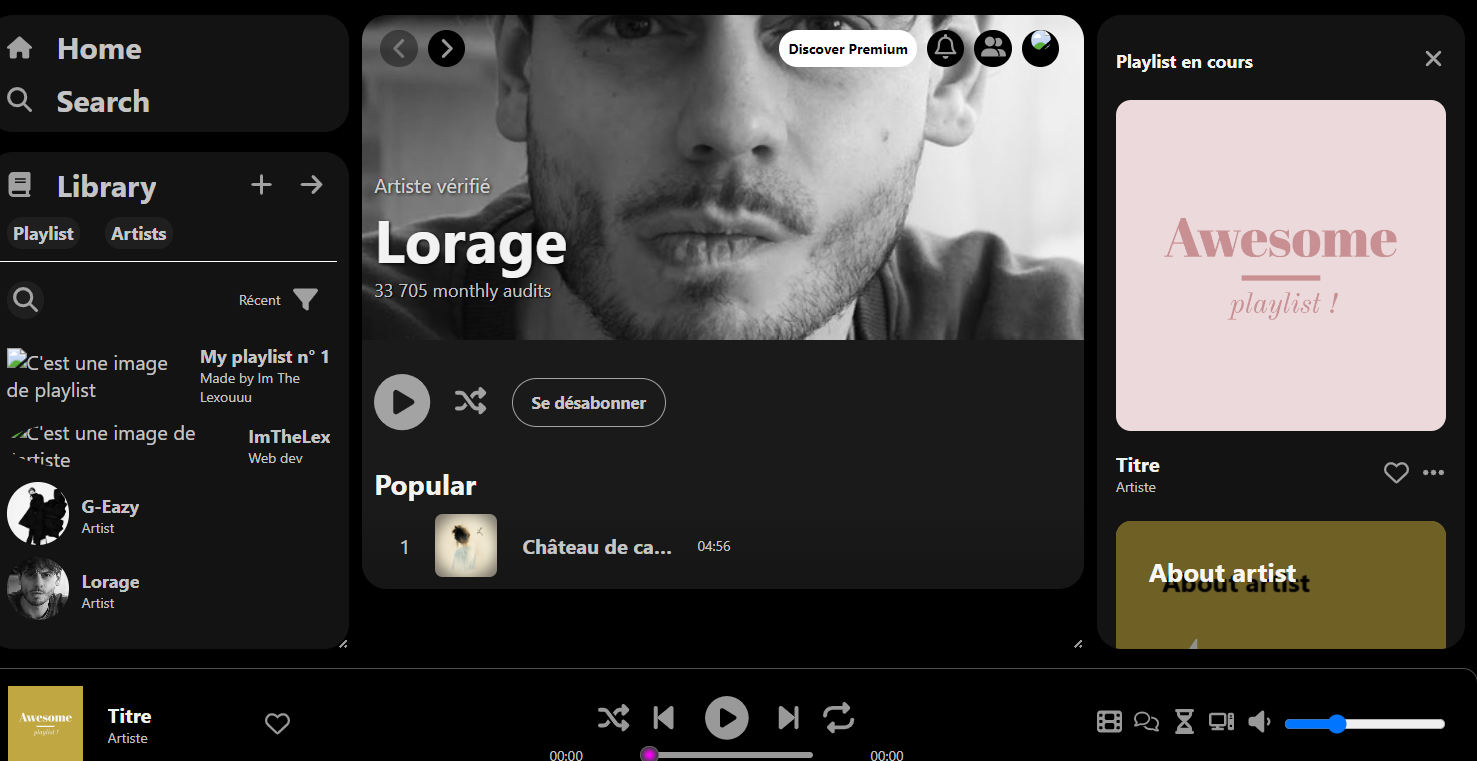 Home
Search
Library
Playlist
Artists
Récent
C'est une image
de playlist
My playlist n° 1
Made by Im The
Lexouuu
C'est une image de
artiste
ImTheLex
Web dev
G-Eazy
Artist
Lorage
Artist
Discover Premium
Artiste vérifié
Lorage
33 705 monthly audits
Se désabonner
Popular
1
Château de ca...
04:56
Playlist en cours
Awesome
playlist !
Titre
Artiste
About artist
Awesome
playlist !
Titre
Artiste
00:00
00:00